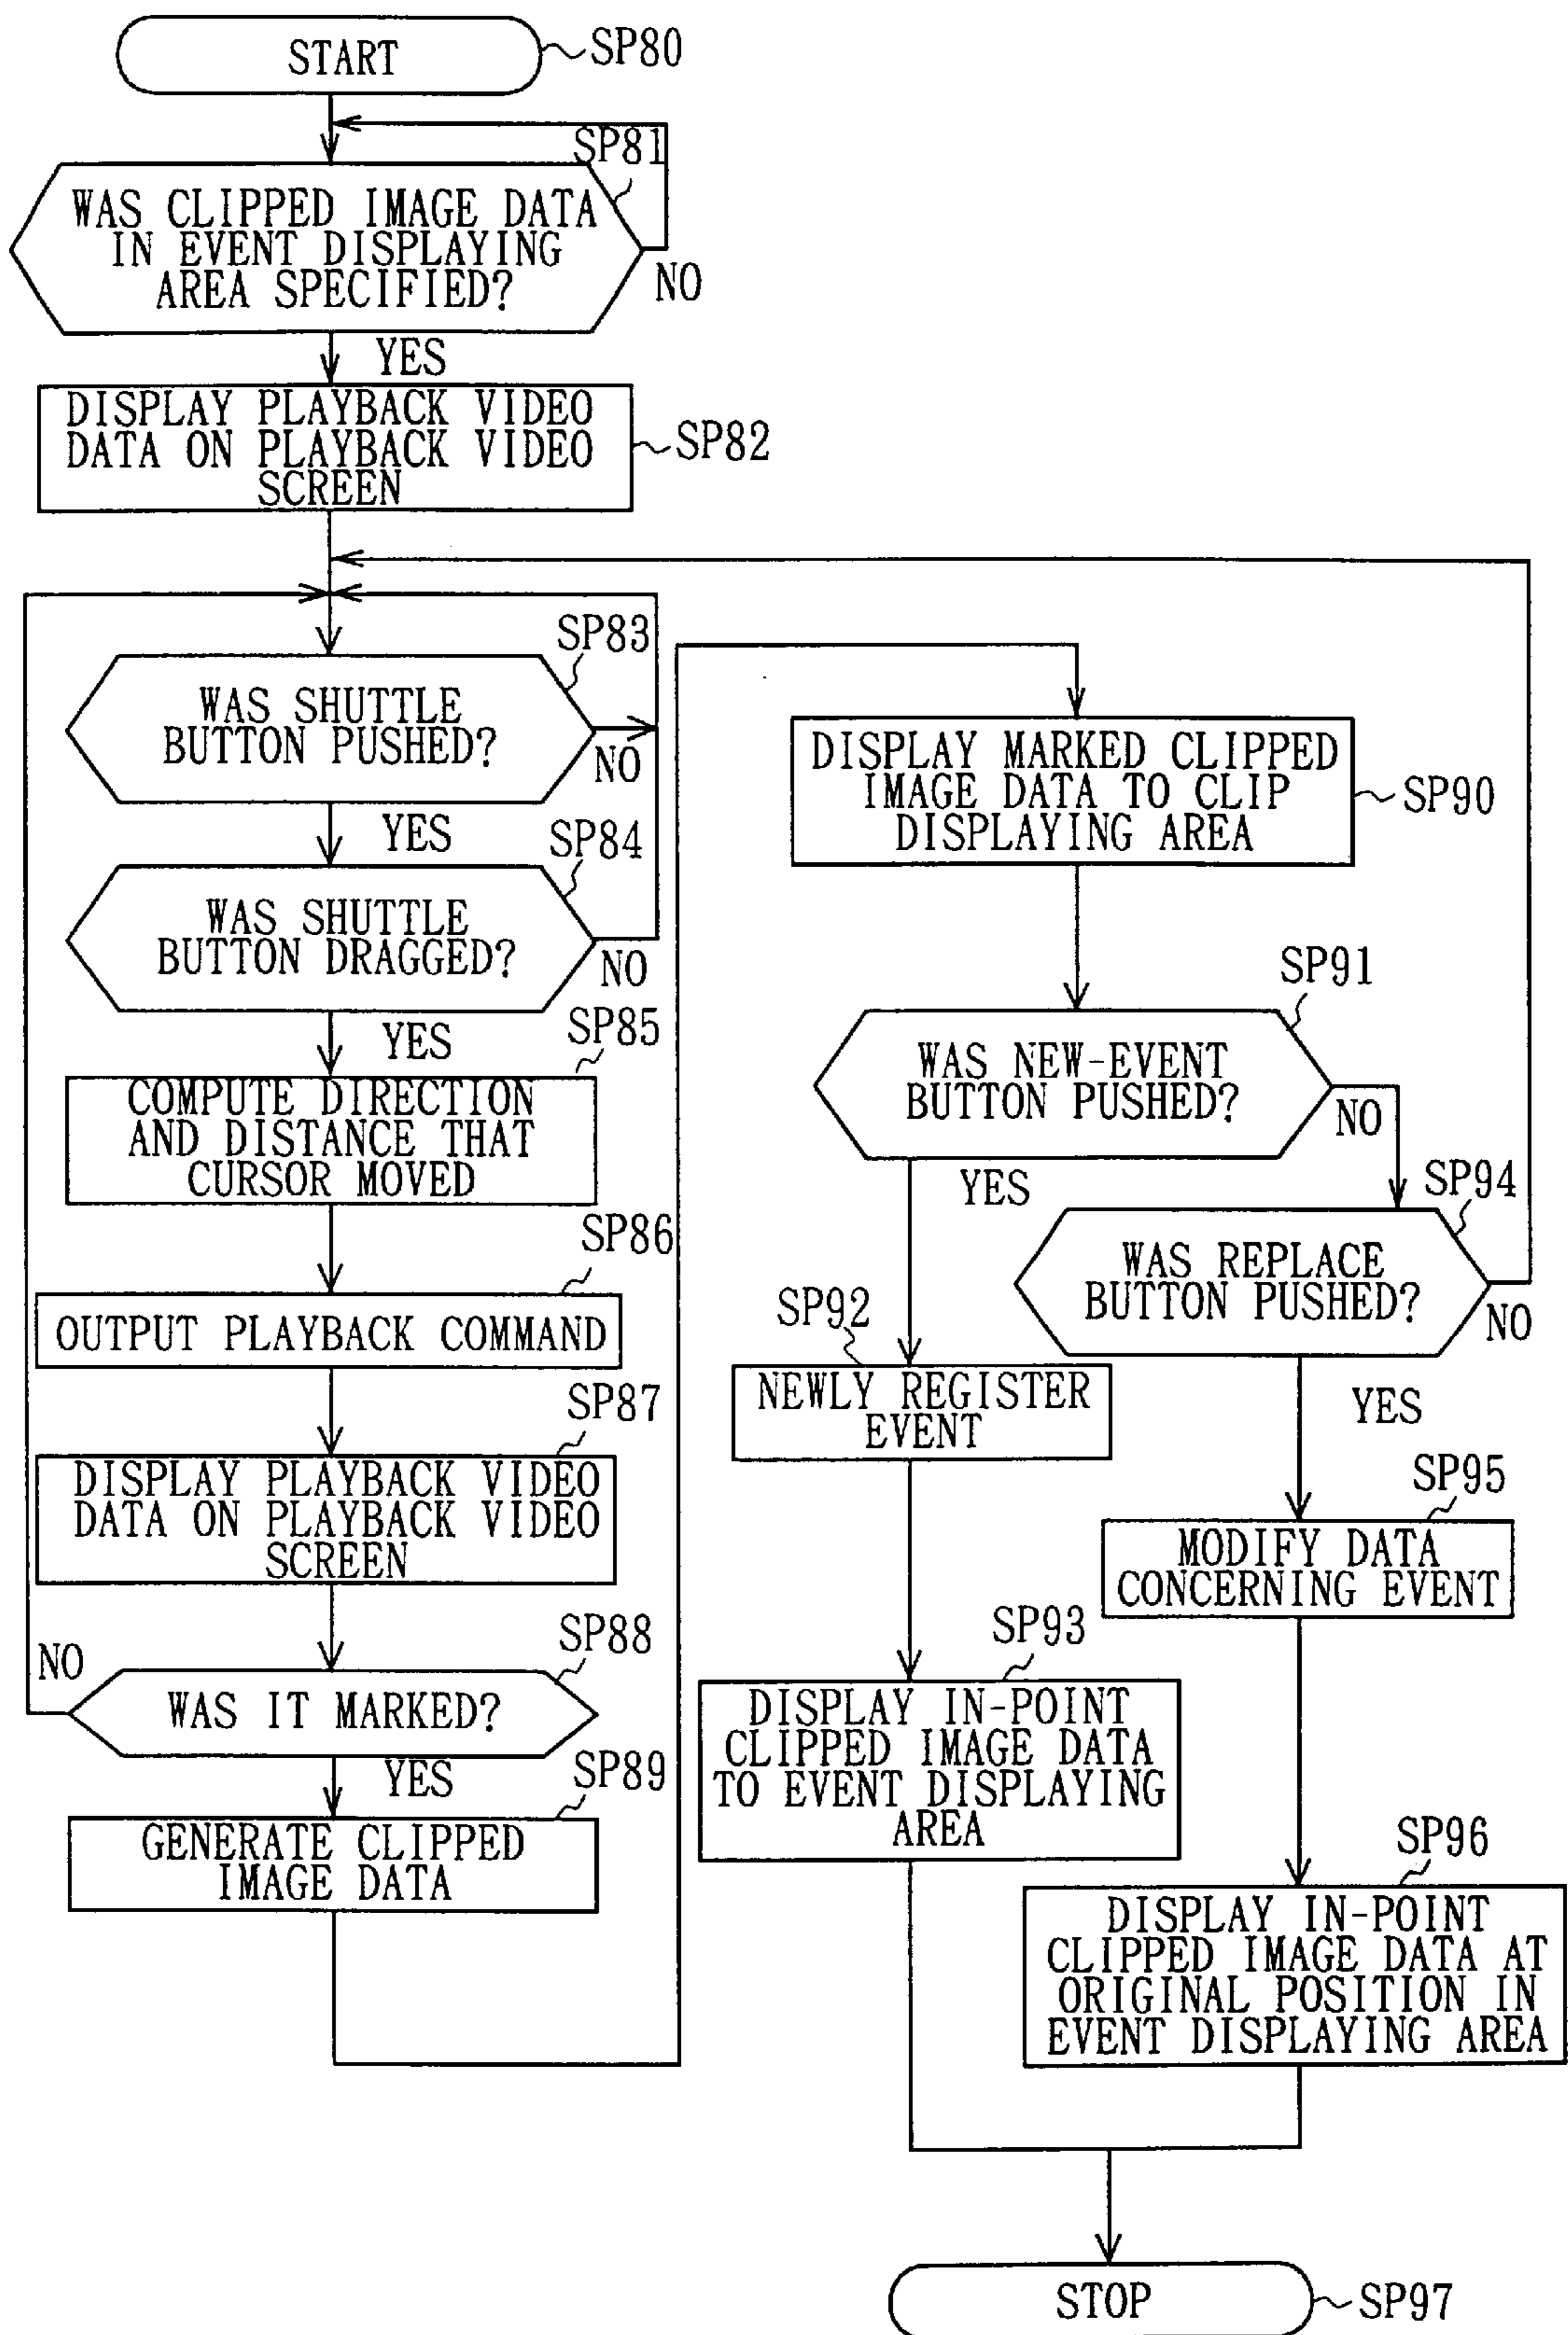 START
SP80
SP81
WAS CLIPPED IMAGE DATA
IN EVENT DISPLAYING
AREA SPECIFIED?
NO
YES
DISPLAY PLAYBACK VIDEO
DATA ON PLAYBACK VIDEO
SCREEN
SP82
SP83
WAS SHUTTLE
BUTTON PUSHED?
NO
YES
SP84
WAS SHUTTLE
BUTTON DRAGGED?
NO
YES
SP85
COMPUTE DIRECTION
AND DISTANCE THAT
CURSOR MOVED
SP86
OUTPUT PLAYBACK COMMAND
SP87
DISPLAY PLAYBACK VIDEO
DATA ON PLAYBACK VIDEO
SCREEN
SP88
NO
WAS IT MARKED?
YES
SP89
GENERATE CLIPPED
IMAGE DATA
DISPLAY MARKED CLIPPED
IMAGE DATA TO CLIP
DISPLAYING AREA
SP90
SP91
WAS NEW-EVENT
BUTTON PUSHED?
NO
YES
SP94
WAS REPLACE
BUTTON PUSHED?
NO
YES
SP92
NEWLY REGISTER
EVENT
SP95
MODIFY DATA
CONCERNING EVENT
SP93
DISPLAY IN-POINT
CLIPPED IMAGE DATA
TO EVENT DISPLAYING
AREA
SP96
DISPLAY IN-POINT
CLIPPED IMAGE DATA AT
ORIGINAL POSITION IN
EVENT DISPLAYING AREA
STOP
SP97